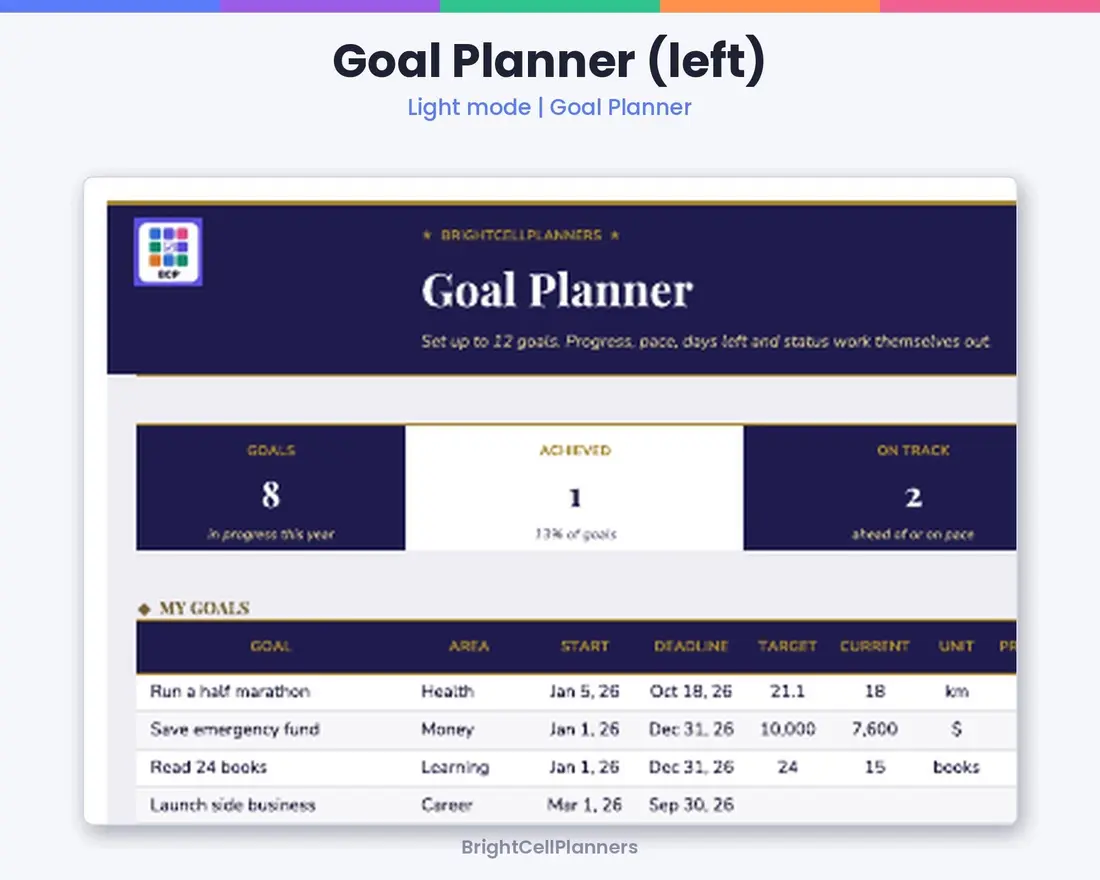 Goal Planner (left)
Light mode | Goal Planner
BCP
★ BRIGHTCELLPLANNERS ★
Goal Planner
Set up to 12 goals. Progress, pace, days left and status work themselves out
GOALS ACHIEVED ON TRACK
8 1 2
in progress this year 13% of goals ahead of or on pace
◆ MY GOALS
GOAL AREA START DEADLINE TARGET CURRENT UNIT PR
Run a half marathon Health Jan 5, 26 Oct 18, 26 21.1 18 km
Save emergency fund Money Jan 1, 26 Dec 31, 26 10,000 7,600 $
Read 24 books Learning Jan 1, 26 Dec 31, 26 24 15 books
Launch side business Career Mar 1, 26 Sep 30, 26
BrightCellPlanners